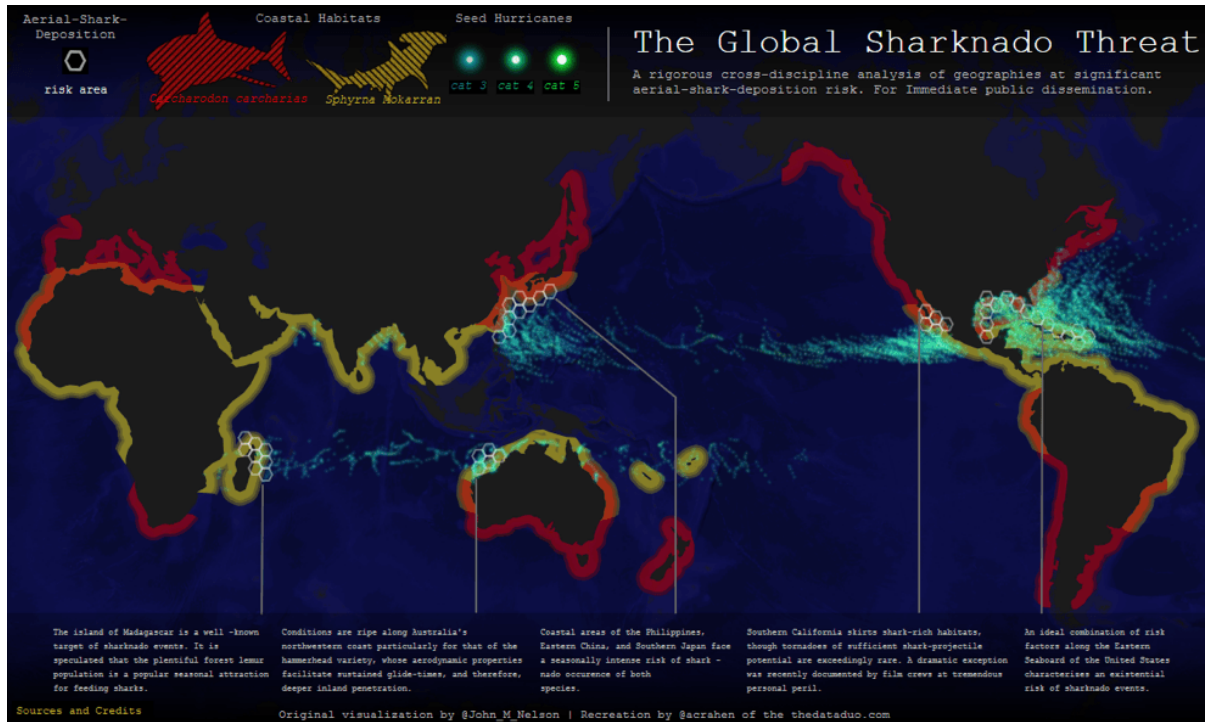 Aerial-Shark-
Deposition
risk area
Coastal Habitats
Carcharodon carcharias
Sphyrna Mokarran
Seed Hurricanes
cat 3
cat 4
cat 5
The Global Sharknado Threat
A rigorous cross-discipline analysis of geographies at significant
aerial-shark-deposition risk. For Immediate public dissemination.
The island of Madagascar is a well -known
target of sharknado events. It is
speculated that the plentiful forest lemur
population is a popular seasonal attraction
for feeding sharks.
Conditions are ripe along Australia's
northwestern coast particularly for that of the
hammerhead variety, whose aerodynamic properties
facilitate sustained glide-times, and therefore,
deeper inland penetration.
Coastal areas of the Philippines,
Eastern China, and Southern Japan face
a seasonally intense risk of shark -
nado occurence of both
species.
Southern California skirts shark-rich habitats,
though tornadoes of sufficient shark-projectile
potential are exceedingly rare. A dramatic exception
was recently documented by film crews at tremendous
personal peril.
An ideal combination of risk
factors along the Eastern
Seaboard of the United States
characterizes an existential
risk of sharknado events.
Sources and Credits
Original visualization by @John_M_Nelson | Recreation by @acrahen of the thedataduo.com